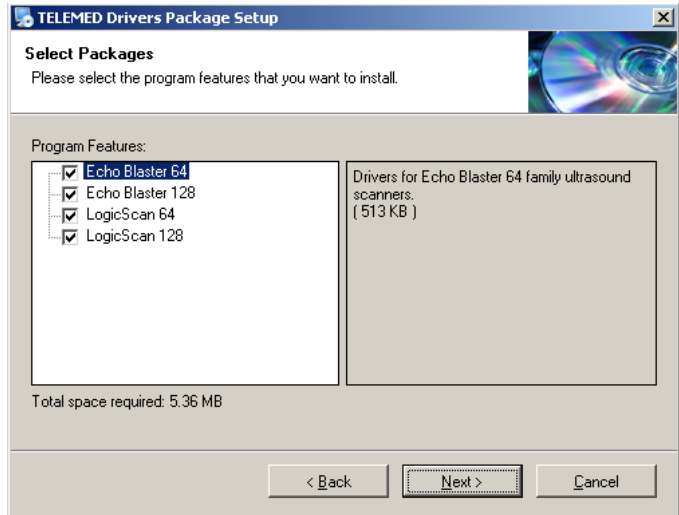 TELEMED Drivers Package Setup
Select Packages
Please select the program features that you want to install.
Program Features:
Echo Blaster 64
Echo Blaster 128
LogicScan 64
LogicScan 128
Drivers for Echo Blaster 64 family ultrasound
scanners.
( 513 KB )
Total space required: 5.36 MB
< Back
Next >
Cancel